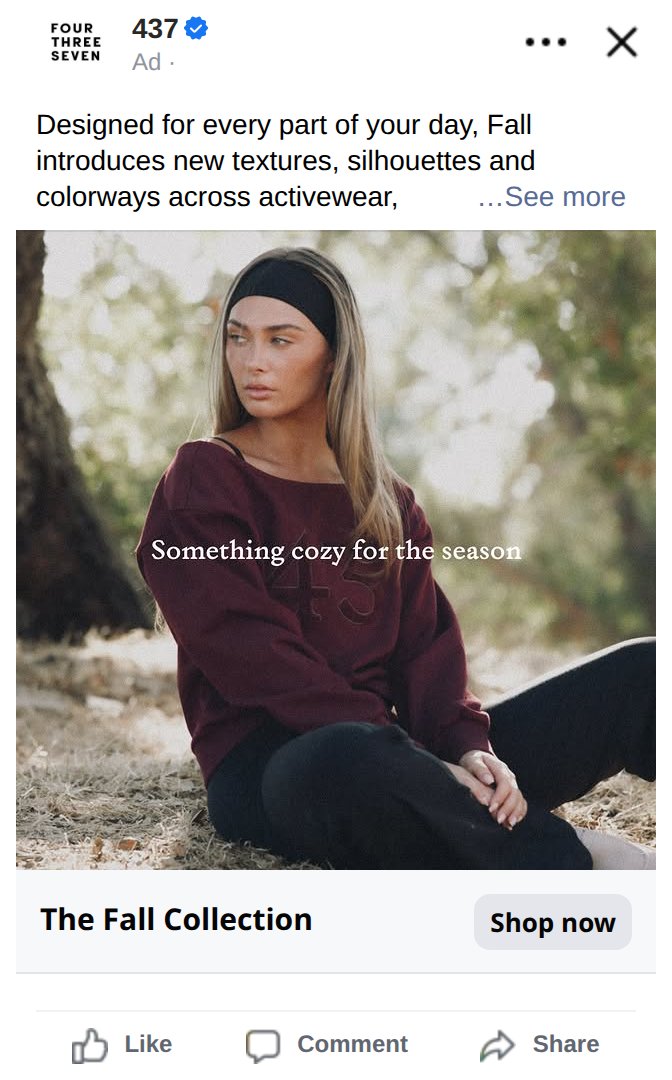 FOUR
THREE
SEVEN
437
Ad ·
Designed for every part of your day, Fall
introduces new textures, silhouettes and
colorways across activewear,
...See more
Something cozy for the season
43
The Fall Collection
Shop now
Like
Comment
Share